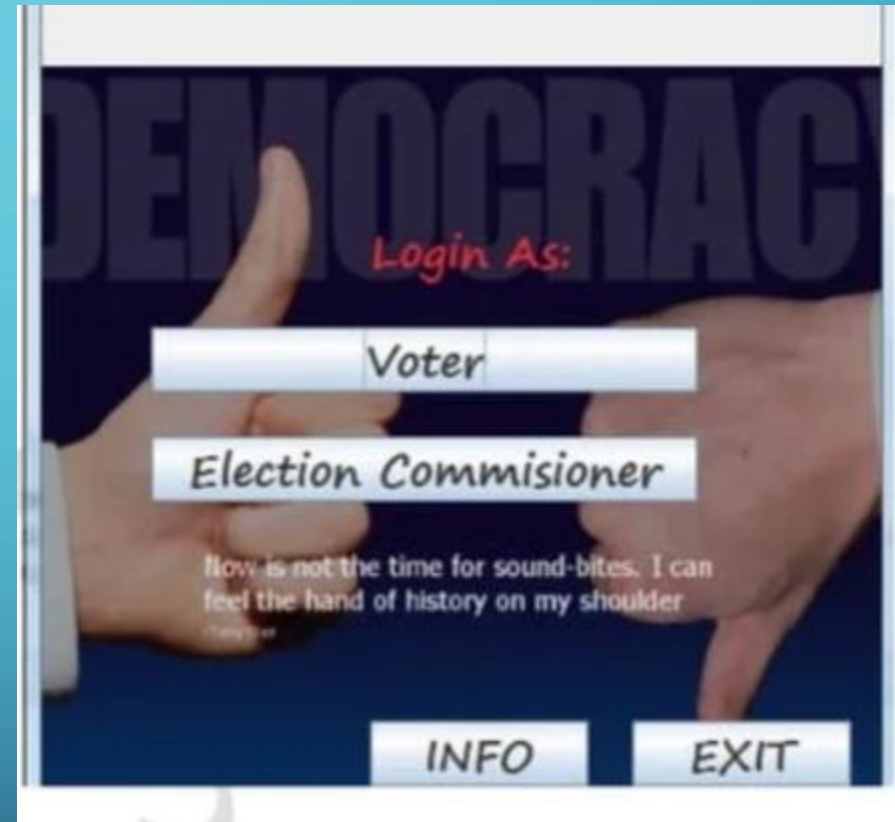 DEMOCRACY
Login As:
Voter
Election Commisioner
Now is not the time for sound-bites. I can
feel the hand of history on my shoulder
INFO
EXIT